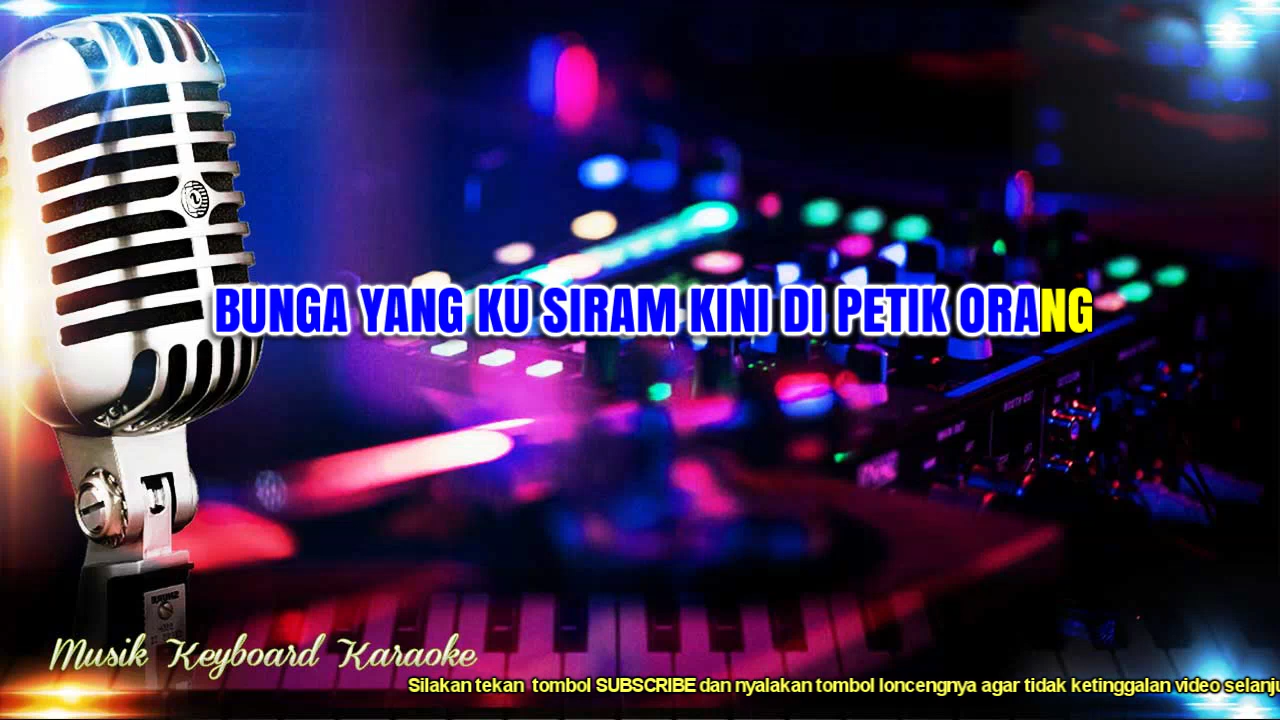 BUNGA YANG KU SIRAM KINI DI PETIK ORANG
Musik Keyboard Karaoke
Silakan tekan tombol SUBSCRIBE dan nyalakan tombol loncengnya agar tidak ketinggalan video selanju